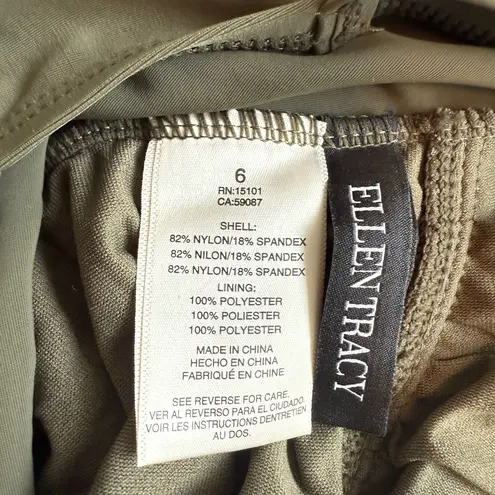 6
RN:15101
CA:59087
SHELL:
82% NYLON/18% SPANDEX
82% NILON/18% SPANDEX
82% NYLON/18% SPANDEX
LINING:
100% POLYESTER
100% POLIESTER
100% POLYESTER
MADE IN CHINA
HECHO EN CHINA
FABRIQUÉ EN CHINE
SEE REVERSE FOR CARE.
VER AL REVERSO PARA EL CIUDADO.
VOIR LES INSTRUCTIONS DENTRETIEN
AU DOS.
ELLEN TRACY